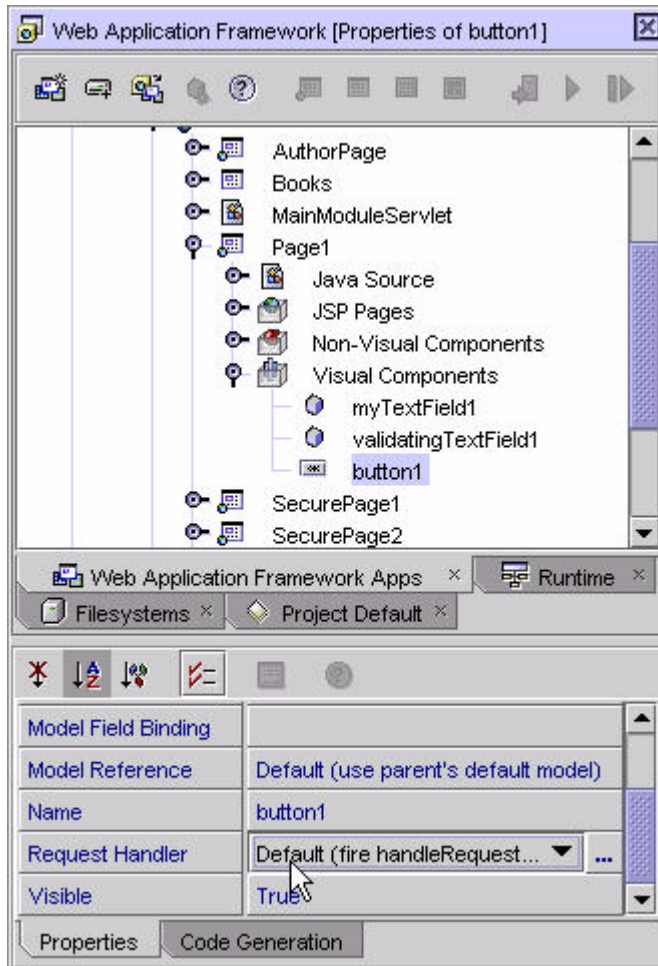 Web Application Framework [Properties of button1]
AuthorPage
Books
MainModuleServlet
Page1
Java Source
JSP Pages
Non-Visual Components
Visual Components
myTextField1
validatingTextField1
button1
SecurePage1
SecurePage2
Web Application Framework Apps Runtime
Filesystems Project Default
Model Field Binding
Model Reference Default (use parent's default model)
Name button1
Request Handler Default (fire handleRequest... ...
Visible True
Properties Code Generation